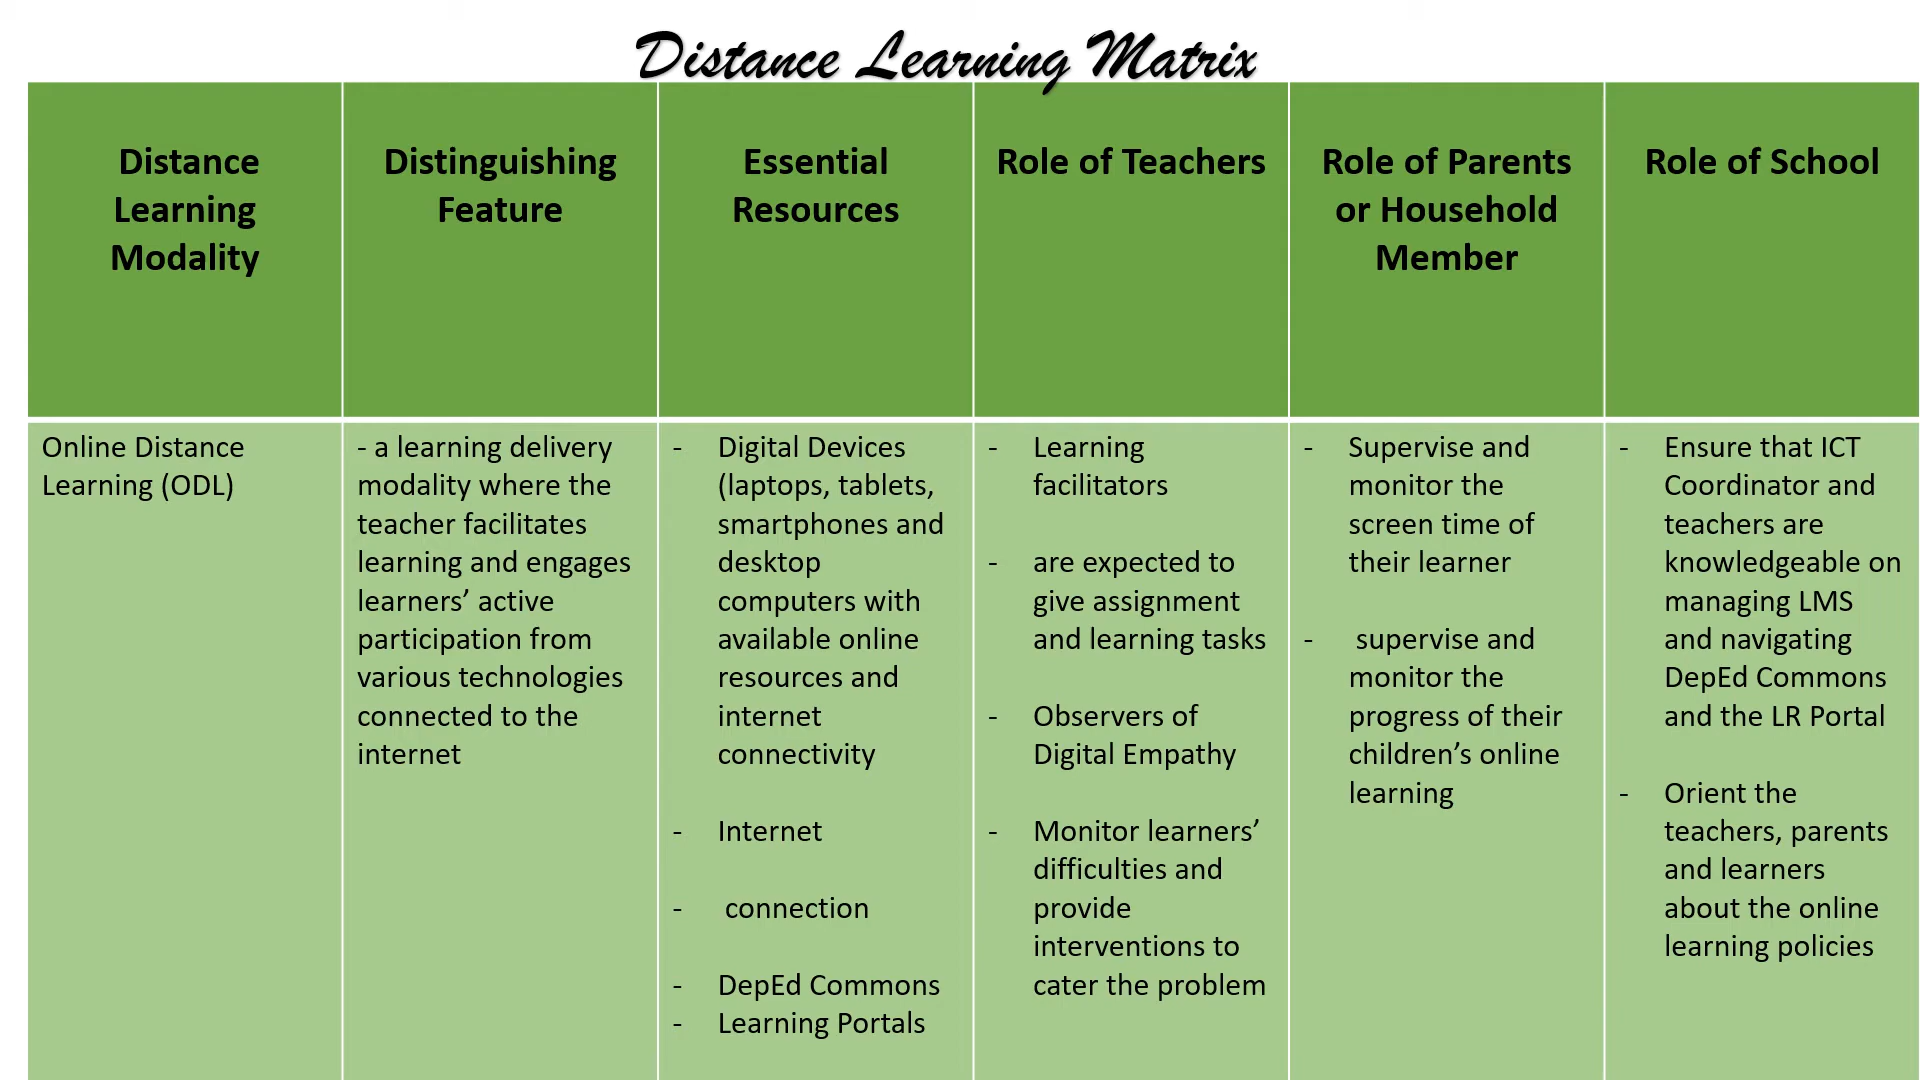 Distance Learning Matrix
Distance
Learning
Modality
Distinguishing
Feature
Essential
Resources
Role of Teachers
Role of Parents
or Household
Member
Role of School
Online Distance
Learning (ODL)
- a learning delivery
modality where the
teacher facilitates
learning and engages
learners’ active
participation from
various technologies
connected to the
internet
- Digital Devices
(laptops, tablets,
smartphones and
desktop
computers with
available online
resources and
internet
connectivity
- Internet
- connection
- DepEd Commons
- Learning Portals
- Learning
facilitators
- are expected to
give assignment
and learning tasks
- Observers of
Digital Empathy
- Monitor learners’
difficulties and
provide
interventions to
cater the problem
- Supervise and
monitor the
screen time of
their learner
- supervise and
monitor the
progress of their
children’s online
learning
- Ensure that ICT
Coordinator and
teachers are
knowledgeable on
managing LMS
and navigating
DepEd Commons
and the LR Portal
- Orient the
teachers, parents
and learners
about the online
learning policies